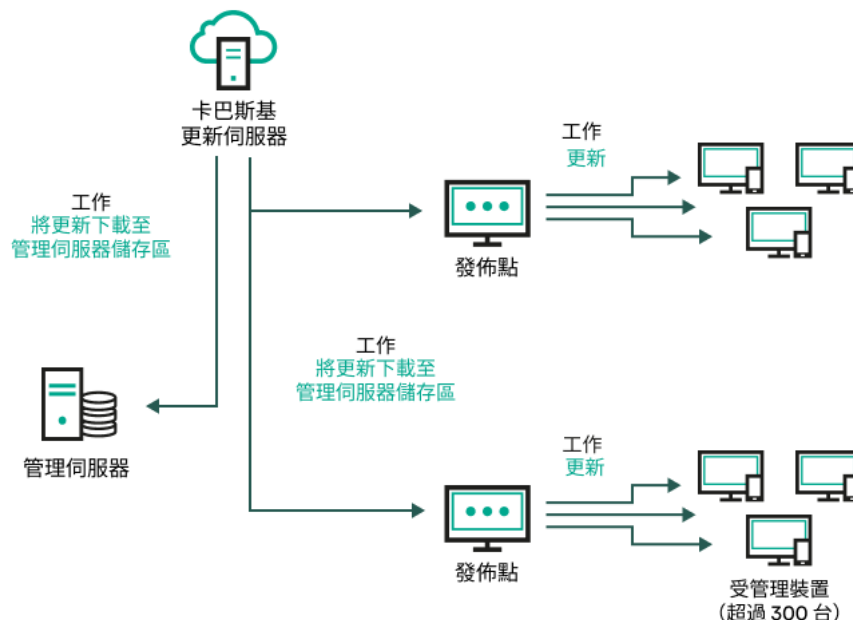 卡巴斯基
更新伺服器
工作
更新
工作
將更新下載至
管理伺服器儲存區
發佈點
工作
將更新下載至
管理伺服器儲存區
管理伺服器
工作
更新
發佈點
受管理裝置
（超過 300 台）